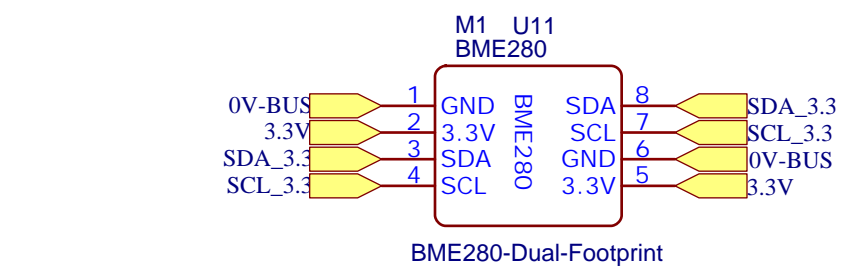 M1 U11
BME280
0V-BUS 1 GND SDA 8 SDA_3.3
3.3V 2 3.3V SCL 7 SCL_3.3
SDA_3.3 3 SDA GND 6 0V-BUS
SCL_3.3 4 SCL 3.3V 5 3.3V
BME280
BME280-Dual-Footprint